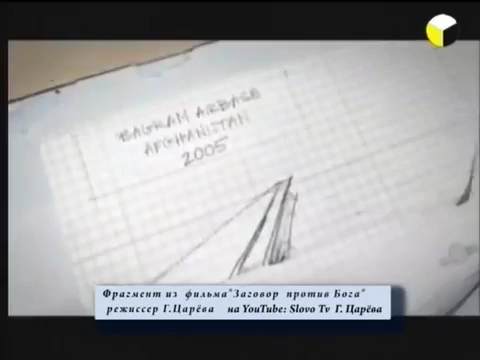 BAGRAM AIRBASE
AFGHANISTAN
2005
Фрагмент из фильма"Заговор против Бога"
режиссер Г.Царёва на YouTube: Slovo Tv Г. Царёва